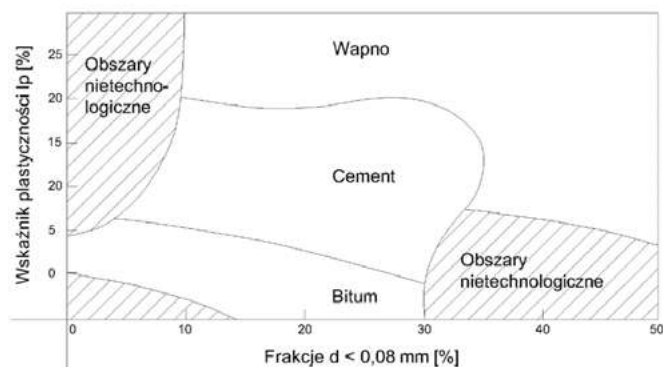 Wskaźnik plastyczności Ip [%]
25
20
15
20
5
0
Obszary
nietechno-
logiczne
Wapno
Cement
Bitum
Obszary
nietechnologiczne
0
10
20
30
40
50
Frakcje d < 0,08 mm [%]